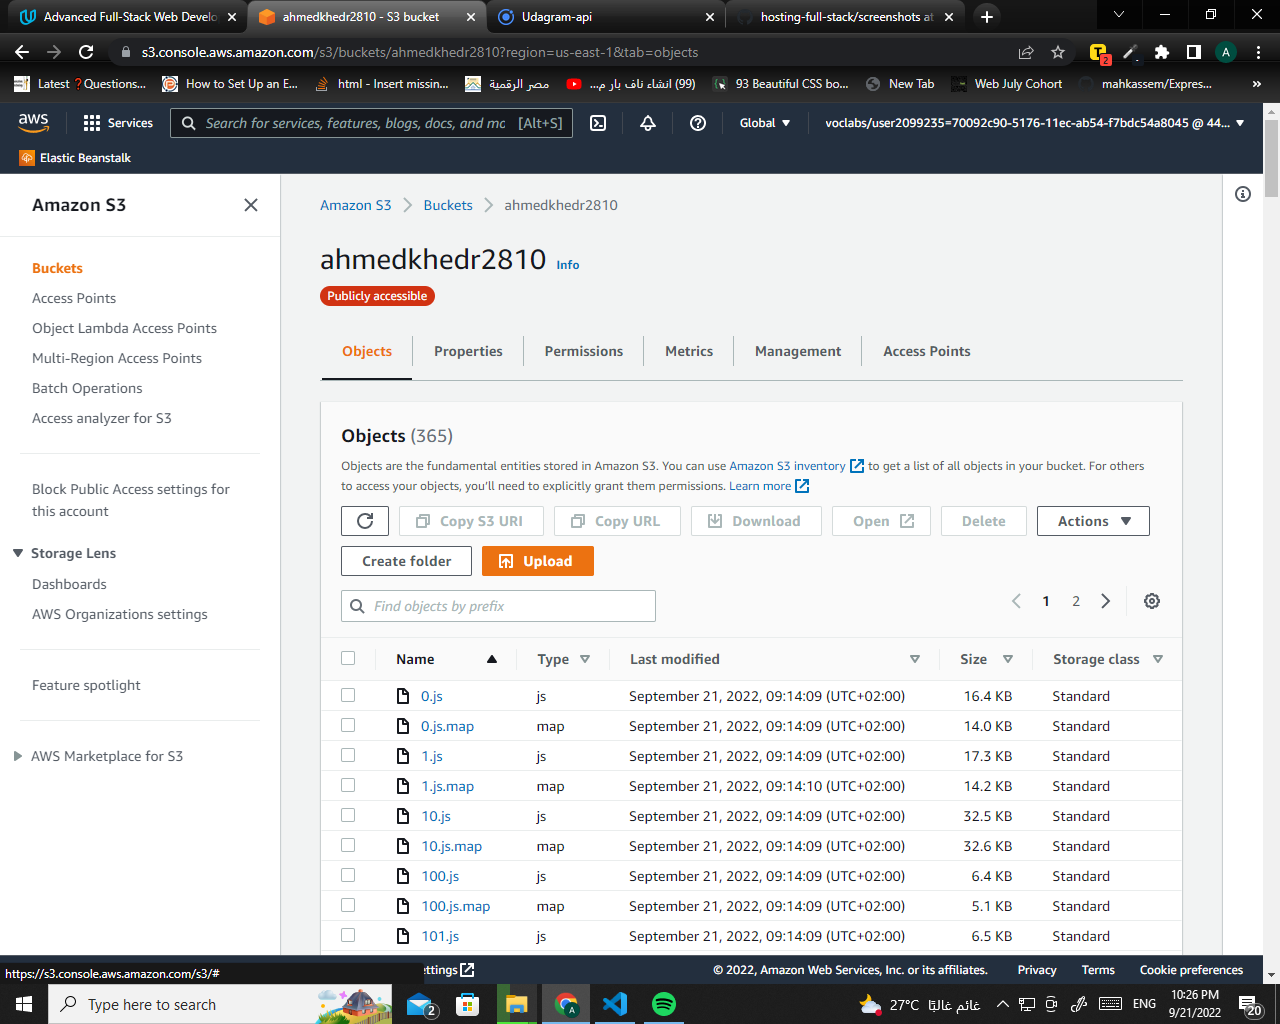 Advanced Full-Stack Web Develo
ahmedkhedr2810 - S3 bucket
Udagram-api
hosting-full-stack/screenshots at
s3.console.aws.amazon.com/s3/buckets/ahmedkhedr2810?region=us-east-1&tab=objects
A
Latest ❓Questions...
How to Set Up an E...
html - Insert missin...
مصر الرقمية
(99) انشاء ناف بار م...
93 Beautiful CSS bo...
New Tab
Web July Cohort
mahkassem/Expres...
»
aws
Services
Search for services, features, blogs, docs, and mc
[Alt+S]
Global
voclabs/user2099235=70092c90-5176-11ec-ab54-f7bdc54a8045 @ 44...
Elastic Beanstalk
Amazon S3
Buckets
Access Points
Object Lambda Access Points
Multi-Region Access Points
Batch Operations
Access analyzer for S3
Block Public Access settings for
this account
Storage Lens
Dashboards
AWS Organizations settings
Feature spotlight
AWS Marketplace for S3
Amazon S3 > Buckets > ahmedkhedr2810
ahmedkhedr2810 Info
Publicly accessible
Objects
Properties
Permissions
Metrics
Management
Access Points
Objects (365)
Objects are the fundamental entities stored in Amazon S3. You can use Amazon S3 inventory to get a list of all objects in your bucket. For others
to access your objects, you'll need to explicitly grant them permissions. Learn more
Copy S3 URI
Copy URL
Download
Open
Delete
Actions
Create folder
Upload
Find objects by prefix
1 2
Name Type Last modified Size Storage class
0.js js September 21, 2022, 09:14:09 (UTC+02:00) 16.4 KB Standard
0.js.map map September 21, 2022, 09:14:09 (UTC+02:00) 14.0 KB Standard
1.js js September 21, 2022, 09:14:09 (UTC+02:00) 17.3 KB Standard
1.js.map map September 21, 2022, 09:14:10 (UTC+02:00) 14.2 KB Standard
10.js js September 21, 2022, 09:14:09 (UTC+02:00) 32.5 KB Standard
10.js.map map September 21, 2022, 09:14:09 (UTC+02:00) 32.6 KB Standard
100.js js September 21, 2022, 09:14:09 (UTC+02:00) 6.4 KB Standard
100.js.map map September 21, 2022, 09:14:09 (UTC+02:00) 5.1 KB Standard
101.js js September 21, 2022, 09:14:09 (UTC+02:00) 6.5 KB Standard
https://s3.console.aws.amazon.com/s3/#
ettings
© 2022, Amazon Web Services, Inc. or its affiliates.
Privacy
Terms
Cookie preferences
Type here to search
2
A
27°C غائم غالبًا
ENG
10:26 PM
9/21/2022
20